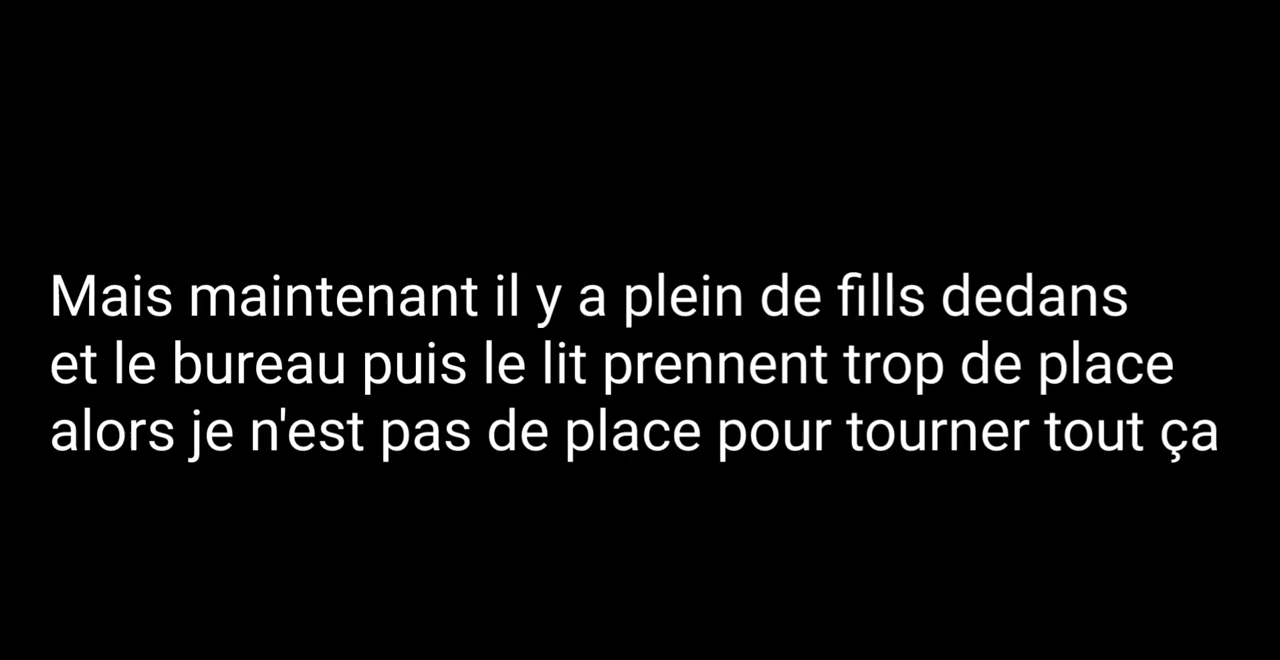 Mais maintenant il y a plein de fills dedans
et le bureau puis le lit prennent trop de place
alors je n'est pas de place pour tourner tout ça